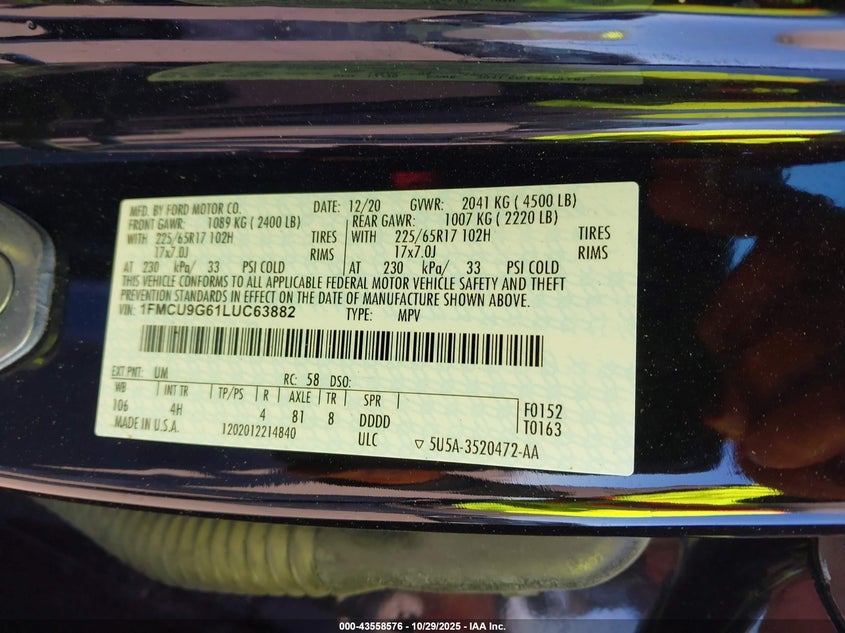 MFD. BY FORD MOTOR CO. DATE: 12/20 GVWR: 2041 KG ( 4500 LB)
FRONT GAWR: 1089 KG ( 2400 LB) REAR GAWR: 1007 KG ( 2220 LB)
WITH 225/65R17 102H TIRES WITH 225/65R17 102H TIRES
17x7.0J RIMS 17x7.0J RIMS
AT 230 kPa/ 33 PSI COLD AT 230 kPa/ 33 PSI COLD
THIS VEHICLE CONFORMS TO ALL APPLICABLE FEDERAL MOTOR VEHICLE SAFETY AND THEFT
PREVENTION STANDARDS IN EFFECT ON THE DATE OF MANUFACTURE SHOWN ABOVE.
VIN: 1FMCU9G61LUC63882 TYPE: MPV
EXT PNT: UM RC: 58 DSO:
WB INT TR TP/PS R AXLE TR SPR
106 4H 4 81 8 DDDD F0152
MADE IN U.S.A. 1202012214840 ULC T0163
▽ 5U5A-3520472-AA
000-43558576 - 10/29/2025 - IAA Inc.